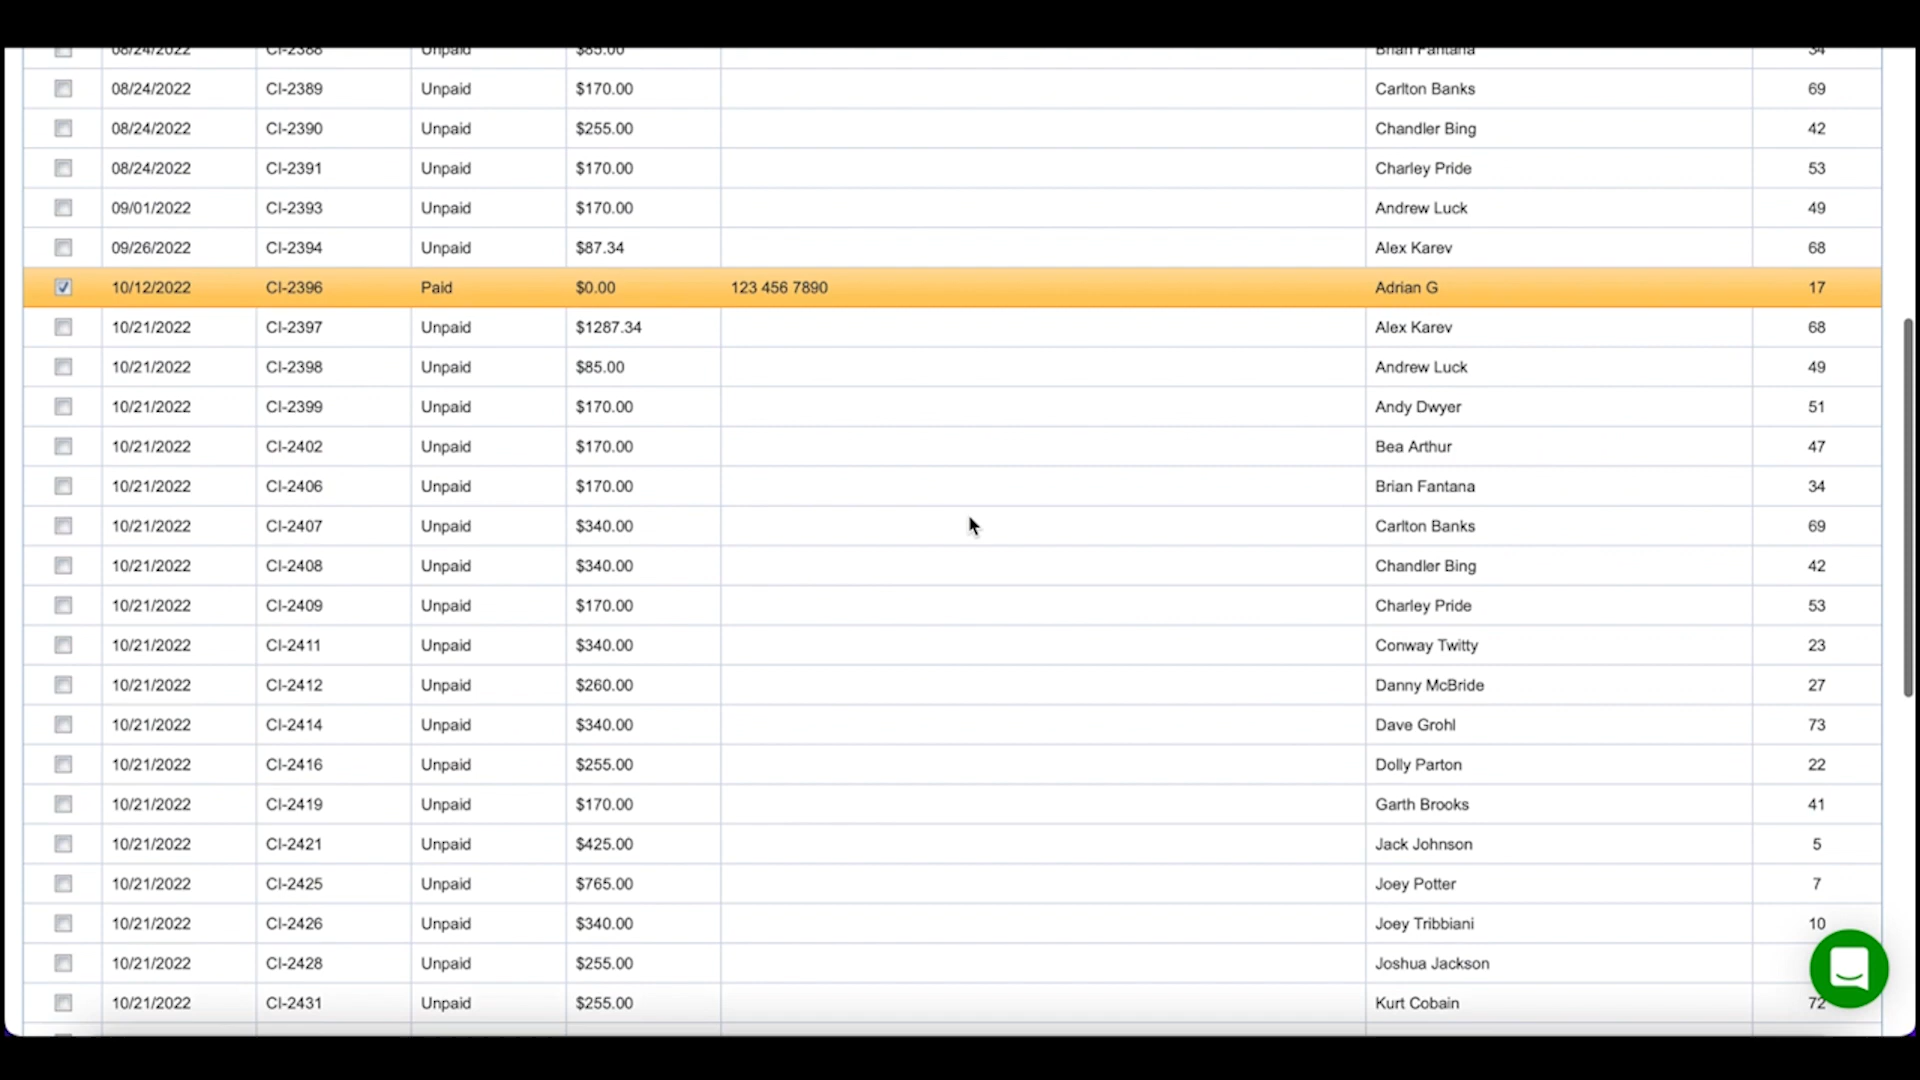 08/24/2022 CI-2388 Unpaid $85.00 Brian Fantana 34
08/24/2022 CI-2389 Unpaid $170.00 Carlton Banks 69
08/24/2022 CI-2390 Unpaid $255.00 Chandler Bing 42
08/24/2022 CI-2391 Unpaid $170.00 Charley Pride 53
09/01/2022 CI-2393 Unpaid $170.00 Andrew Luck 49
09/26/2022 CI-2394 Unpaid $87.34 Alex Karev 68
10/12/2022 CI-2396 Paid $0.00 123 456 7890 Adrian G 17
10/21/2022 CI-2397 Unpaid $1287.34 Alex Karev 68
10/21/2022 CI-2398 Unpaid $85.00 Andrew Luck 49
10/21/2022 CI-2399 Unpaid $170.00 Andy Dwyer 51
10/21/2022 CI-2402 Unpaid $170.00 Bea Arthur 47
10/21/2022 CI-2406 Unpaid $170.00 Brian Fantana 34
10/21/2022 CI-2407 Unpaid $340.00 Carlton Banks 69
10/21/2022 CI-2408 Unpaid $340.00 Chandler Bing 42
10/21/2022 CI-2409 Unpaid $170.00 Charley Pride 53
10/21/2022 CI-2411 Unpaid $340.00 Conway Twitty 23
10/21/2022 CI-2412 Unpaid $260.00 Danny McBride 27
10/21/2022 CI-2414 Unpaid $340.00 Dave Grohl 73
10/21/2022 CI-2416 Unpaid $255.00 Dolly Parton 22
10/21/2022 CI-2419 Unpaid $170.00 Garth Brooks 41
10/21/2022 CI-2421 Unpaid $425.00 Jack Johnson 5
10/21/2022 CI-2425 Unpaid $765.00 Joey Potter 7
10/21/2022 CI-2426 Unpaid $340.00 Joey Tribbiani 10
10/21/2022 CI-2428 Unpaid $255.00 Joshua Jackson
10/21/2022 CI-2431 Unpaid $255.00 Kurt Cobain 72